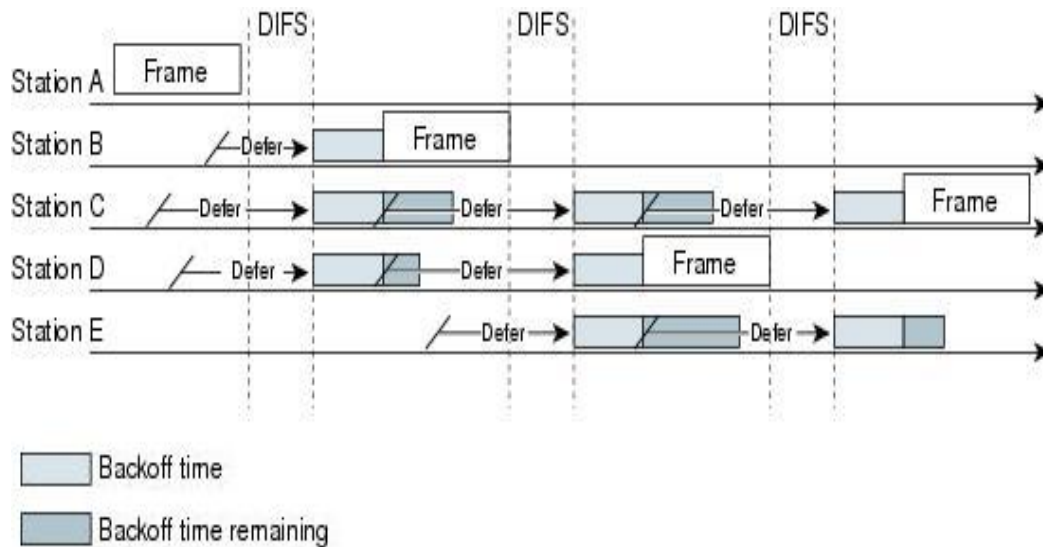 DIFS DIFS DIFS
Station A Frame
Station B Defer Frame
Station C Defer Defer Defer Frame
Station D Defer Defer Frame
Station E Defer Defer
Backoff time
Backoff time remaining